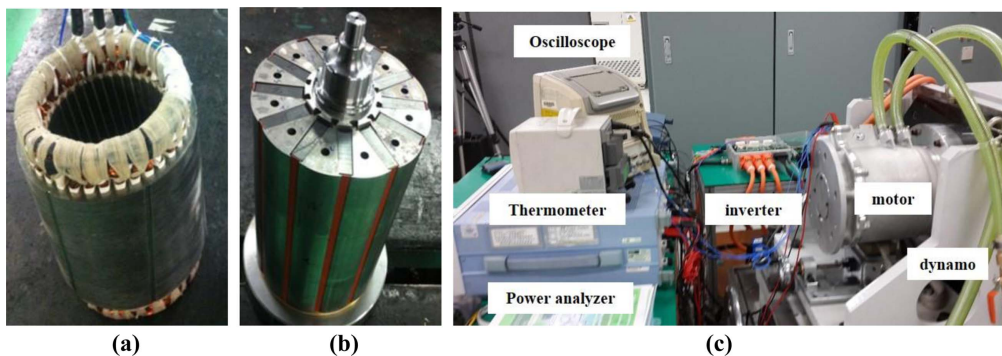 Oscilloscope
Thermometer
inverter
motor
dynamo
Power analyzer
(a)
(b)
(c)